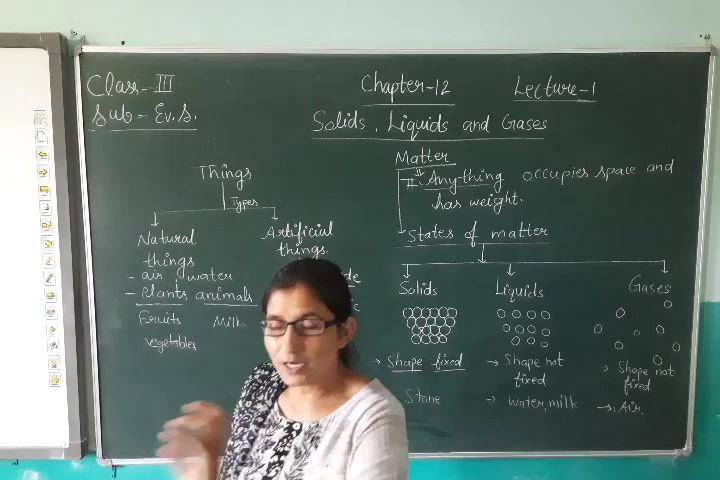 Class-III
Sub-Ev.S.
Chapter-12
Lecture-1
Solids, Liquids and Gases
Things
Types
Natural things
Artificial things.
- air water
- Plants animals
Fruits Milk
Vegetables
Matter
Any-thing occupies space and
has weight.
States of matter
Solids
Liquids
Gases
→ Shape fixed
→ Shape not
fixed
→ Shape not
fixed
Stone
→ Water, milk
→ Air.